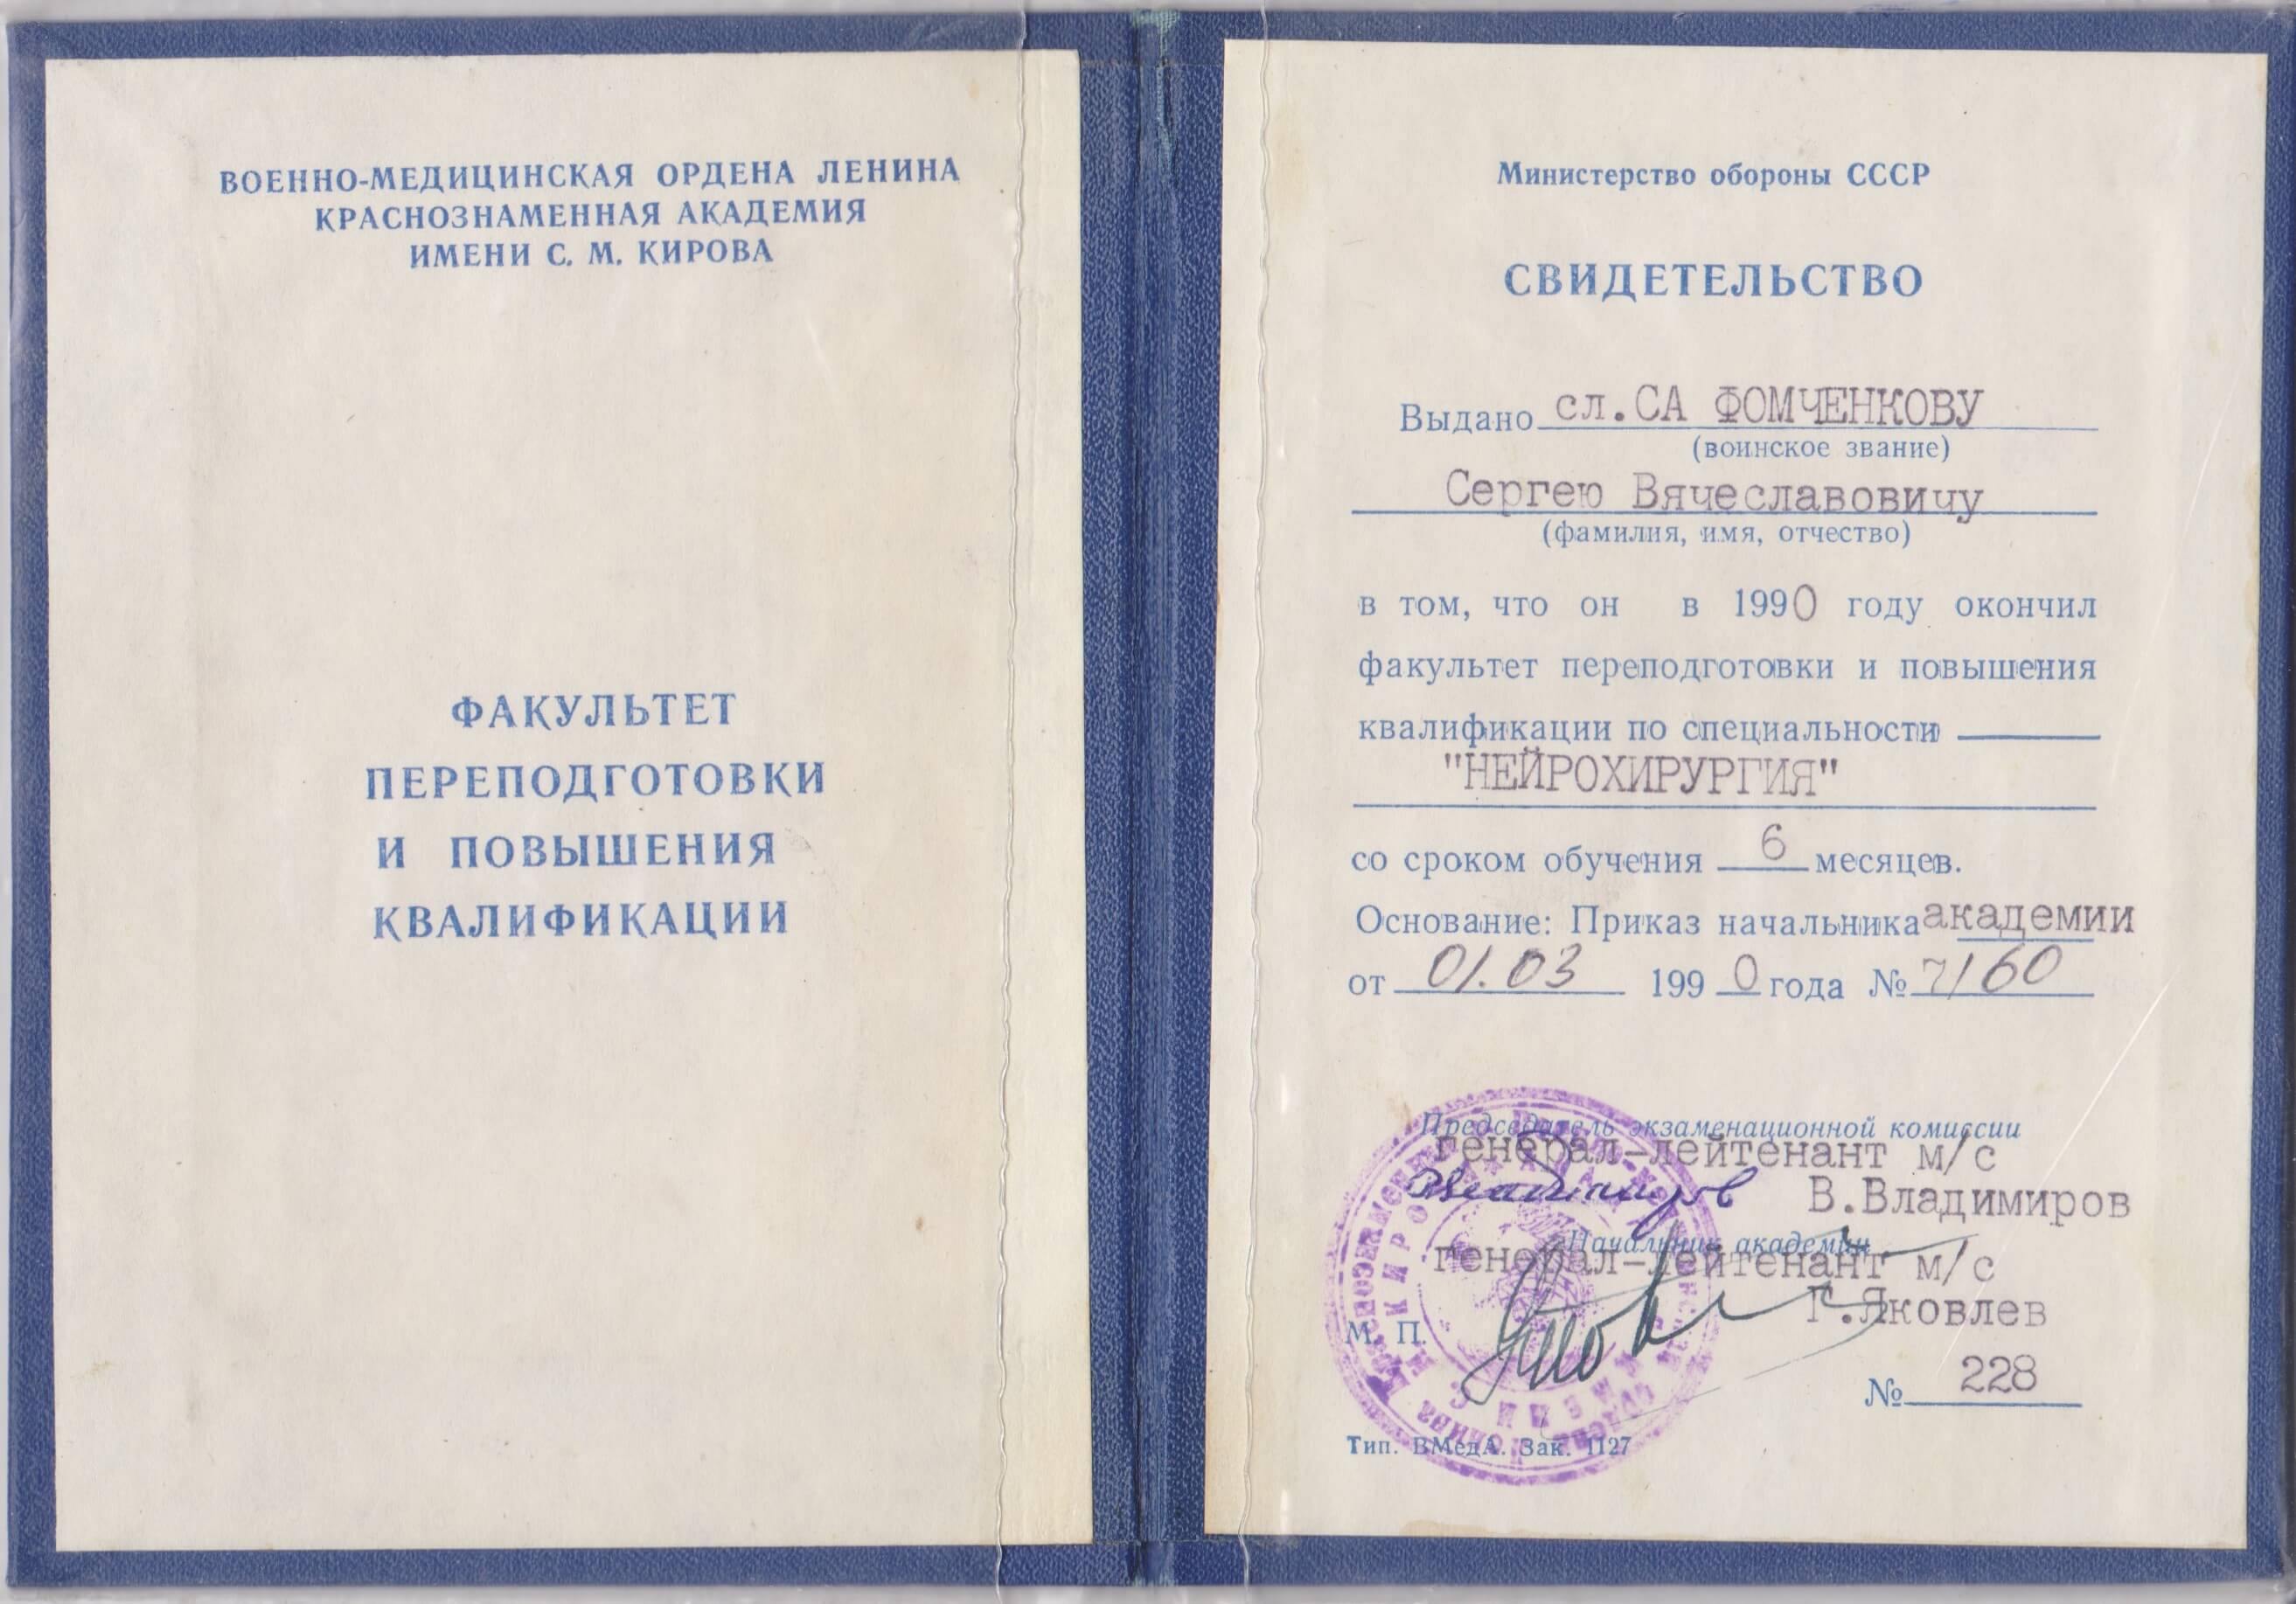 ВОЕННО-МЕДИЦИНСКАЯ ОРДЕНА ЛЕНИНА
КРАСНОЗНАМЕННАЯ АКАДЕМИЯ
ИМЕНИ С. М. КИРОВА
ФАКУЛЬТЕТ
ПЕРЕПОДГОТОВКИ
И ПОВЫШЕНИЯ
КВАЛИФИКАЦИИ
Министерство обороны СССР
СВИДЕТЕЛЬСТВО
Выдано сл.СА ФОМЧЕНКОВУ
(воинское звание)
Сергею Вячеславовичу
(фамилия, имя, отчество)
в том, что он в 1990 году окончил
факультет переподготовки и повышения
квалификации по специальности
"НЕЙРОХИРУРГИЯ"
со сроком обучения 6 месяцев.
Основание: Приказ начальника академии
от 01.03 1990 года № 7/60
Председатель экзаменационной комиссии
генерал-лейтенант м/с
В.Владимиров
Начальник академии
генерал-лейтенант м/с
Г.Яковлев
М. П.
№ 228
Тип. ВМедА. Зак. 1127